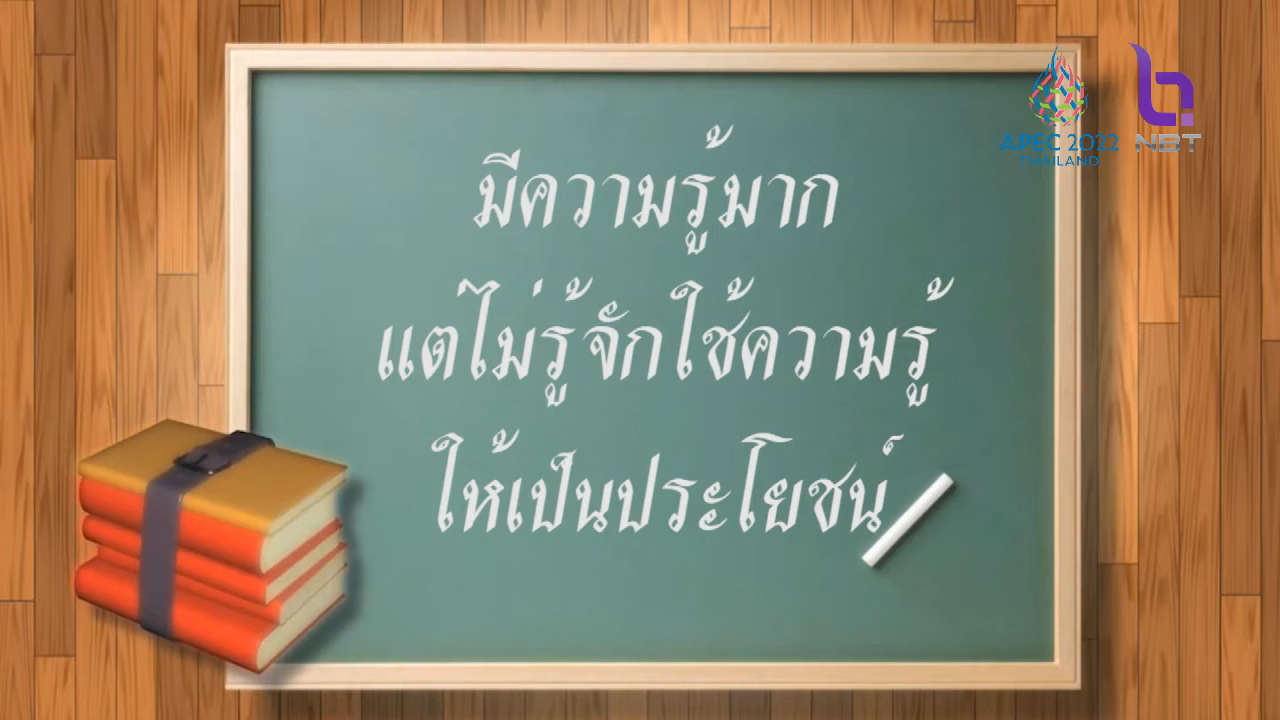 APEC 2022
THAILAND
NBT
มีความรู้มาก
แต่ไม่รู้จักใช้ความรู้
ให้เป็นประโยชน์